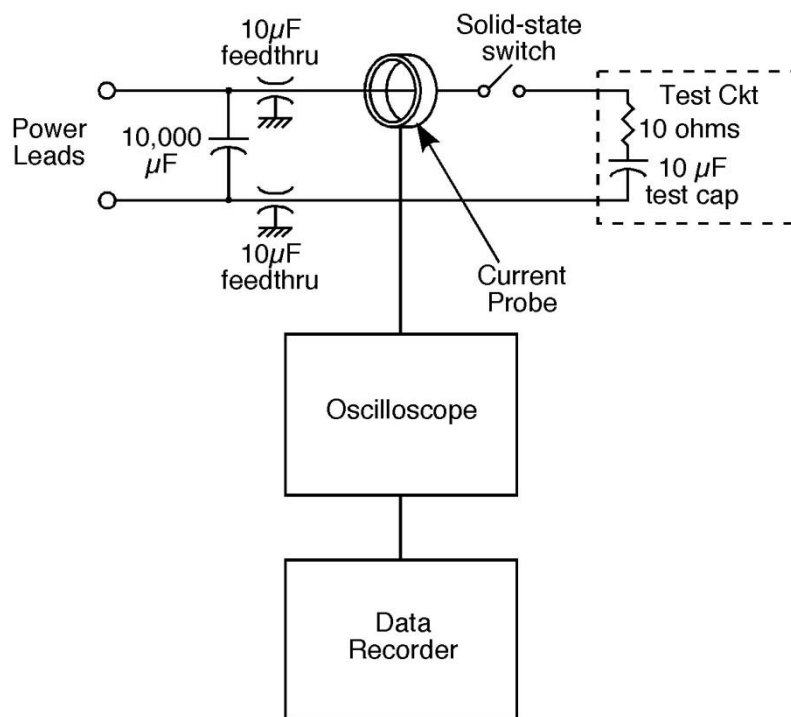 10µF
feedthru
Solid-state
switch
Power
Leads
10,000
µF
Test Ckt
10 ohms
10 µF
test cap
10µF
feedthru
Current
Probe
Oscilloscope
Data
Recorder